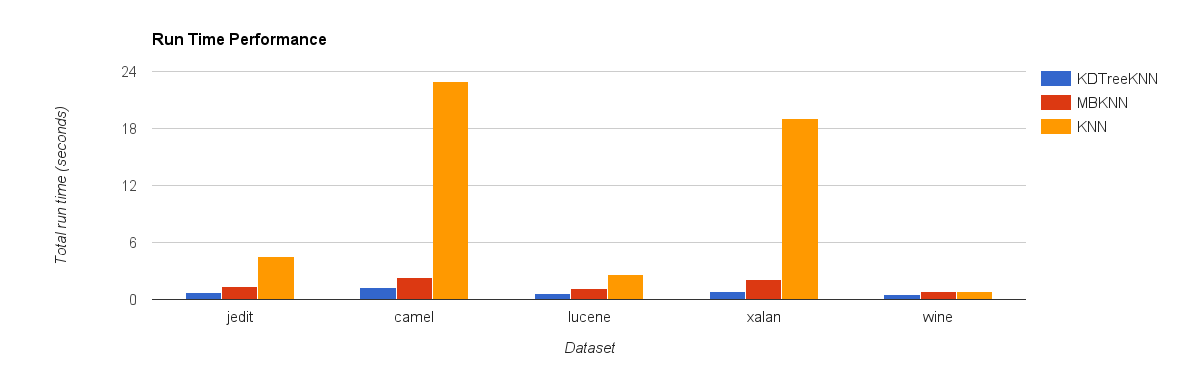 Run Time Performance
Total run time (seconds)
24
18
12
6
0
jedit
camel
lucene
xalan
wine
Dataset
KDTreeKNN
MBKNN
KNN